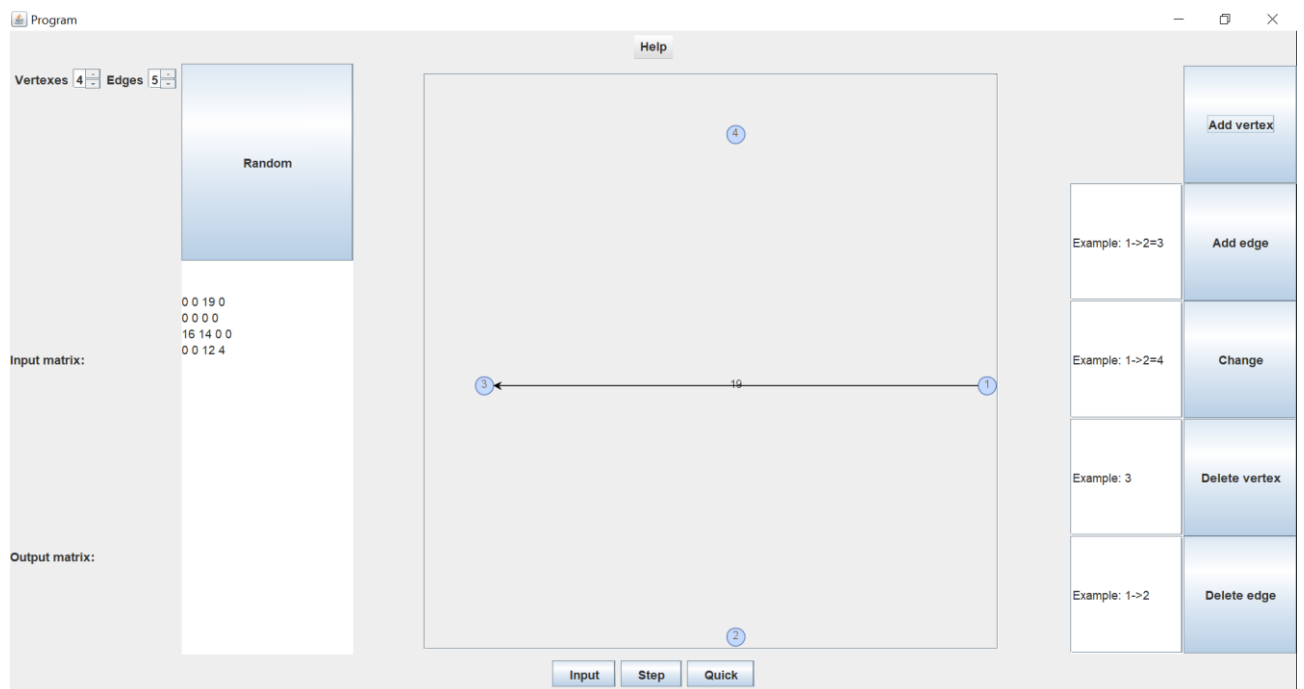 Program
Help
Vertexes 4 Edges 5
Random
Add vertex
4
Example: 1->2=3 Add edge
0 0 19 0
0 0 0 0
16 14 0 0
0 0 12 4
Input matrix:
Example: 1->2=4 Change
3 19 1
Example: 3 Delete vertex
Output matrix:
Example: 1->2 Delete edge
2
Input Step Quick